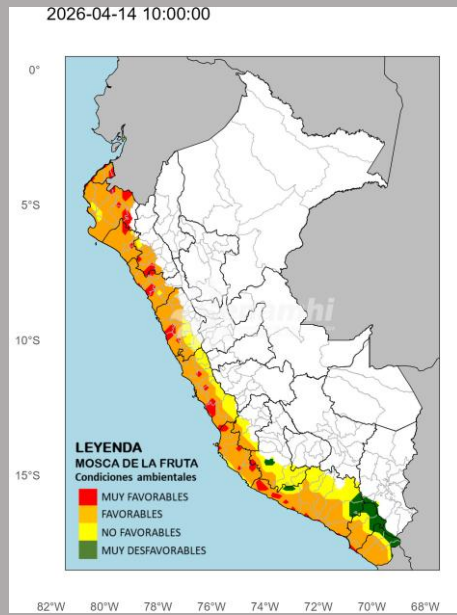 2026-04-14 10:00:00
0°
5°S
10°S
15°S
senamhi
LEYENDA
MOSCA DE LA FRUTA
Condiciones ambientales
MUY FAVORABLES
FAVORABLES
NO FAVORABLES
MUY DESFAVORABLES
82°W 80°W 78°W 76°W 74°W 72°W 70°W 68°W